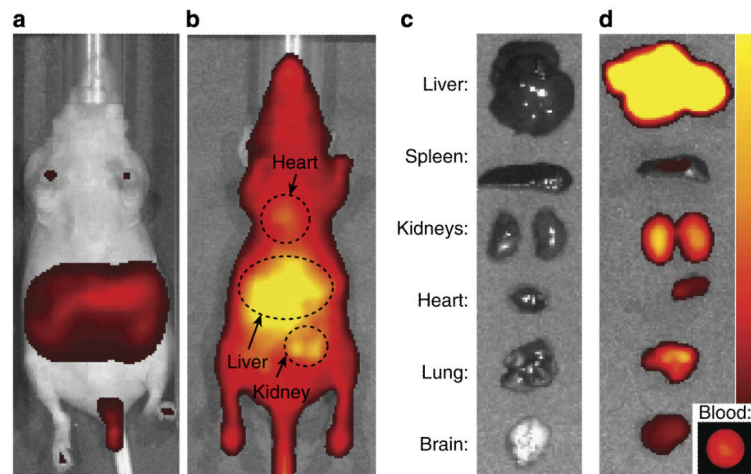 a
b
c
d
Heart
Liver
Kidney
Liver:
Spleen:
Kidneys:
Heart:
Lung:
Brain:
Blood: